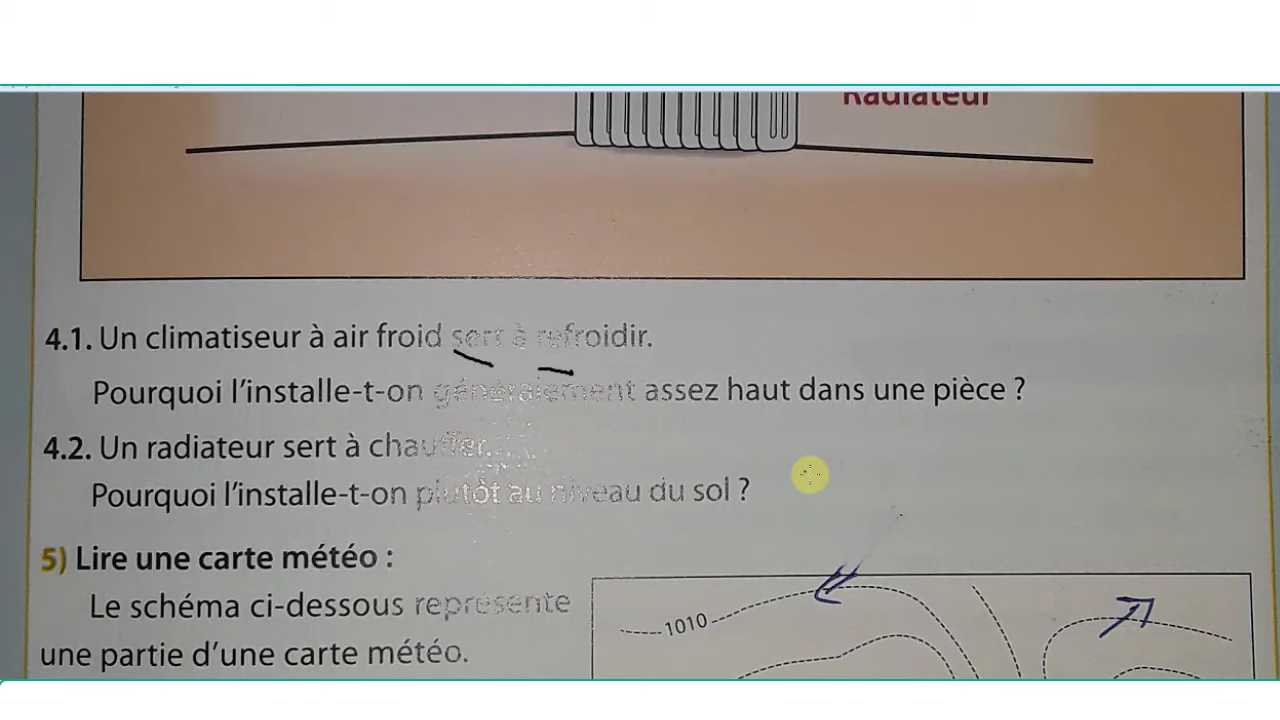 Radiateur
4.1. Un climatiseur à air froid sert à refroidir.
Pourquoi l'installe-t-on généralement assez haut dans une pièce ?
4.2. Un radiateur sert à chauffer.
Pourquoi l'installe-t-on plutôt au niveau du sol ?
5) Lire une carte météo :
Le schéma ci-dessous représente
une partie d'une carte météo.
1010